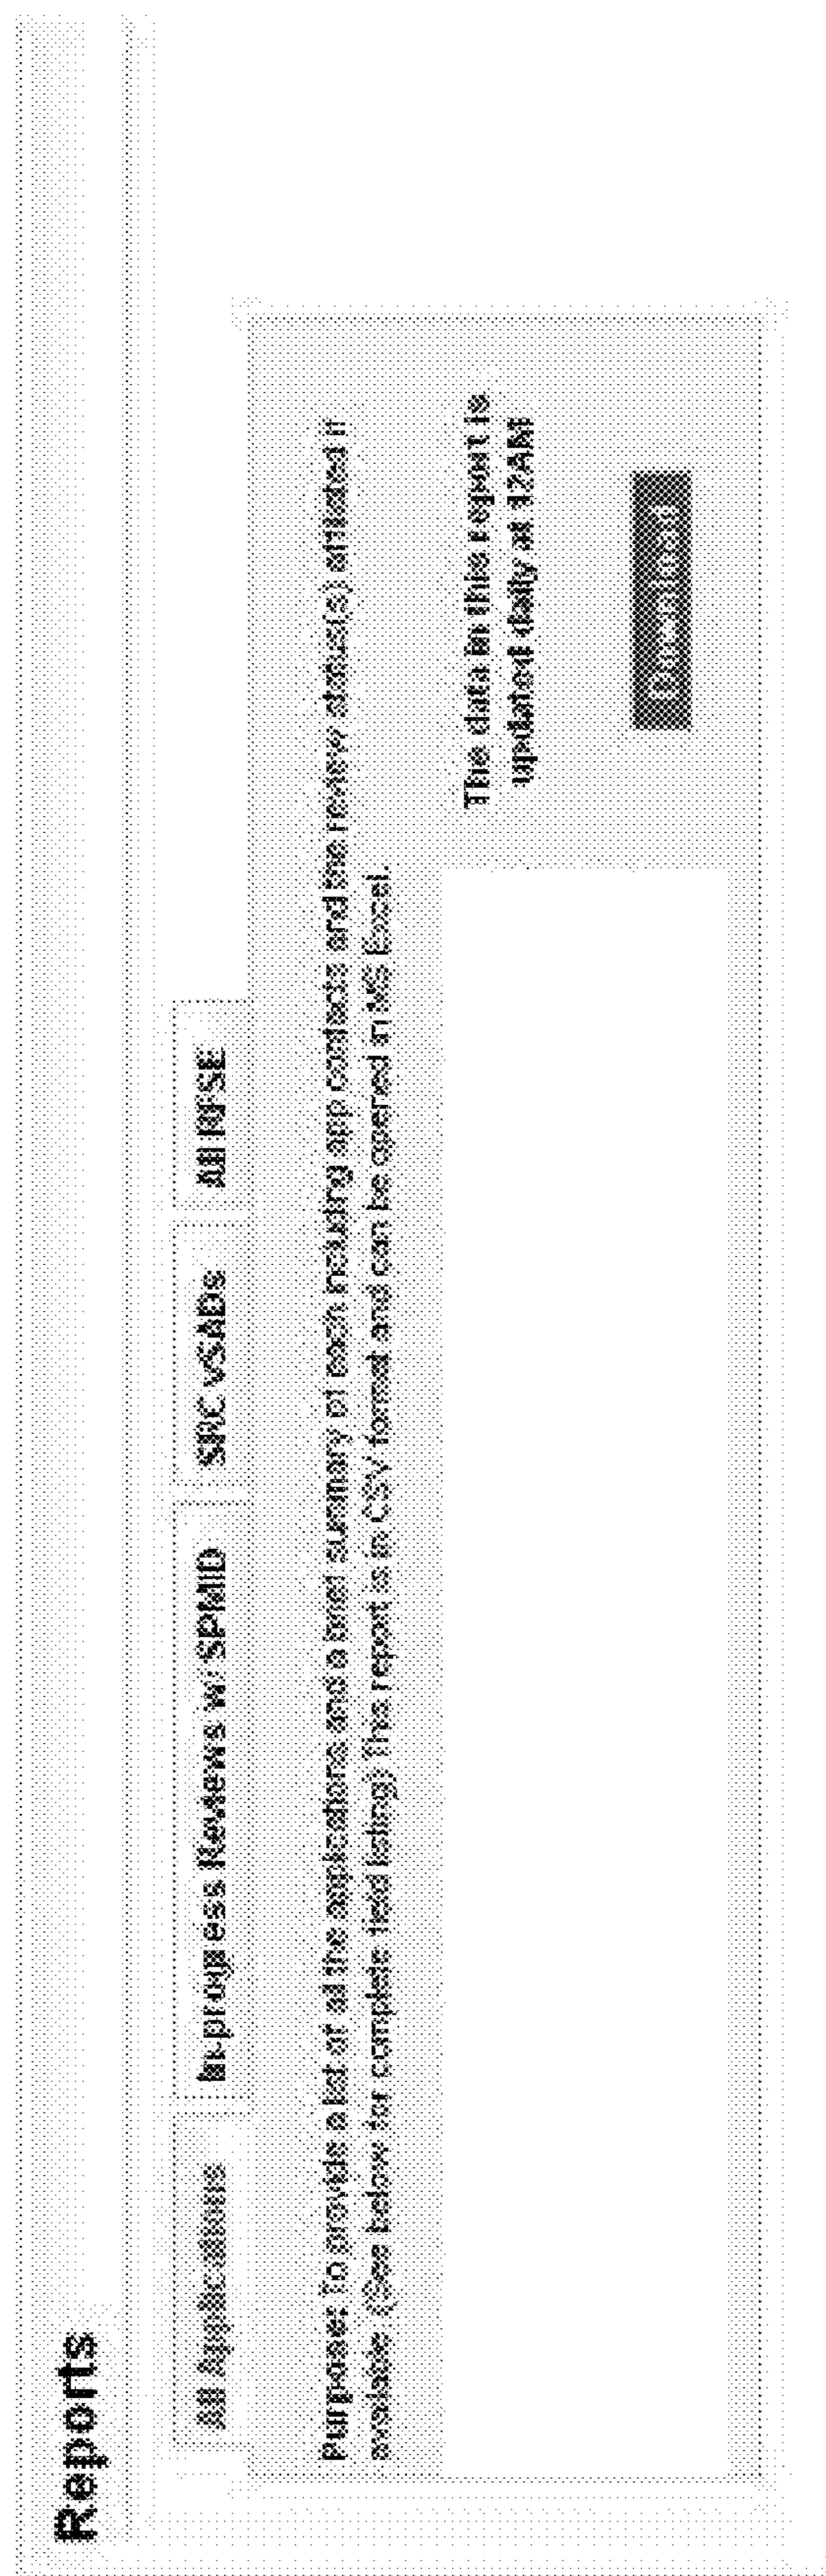 Reports
All Applications
In-progress Reviews w/ SPMID
SRC vSADs
All RFSE
Purpose: To provide a list of all the applications and a brief summary of each including app contacts and the review status(s) affiliated if
available. (See below for complete field listing) This report is in CSV format and can be opened in MS Excel.
The data in this report is
updated daily at 12AM
Download